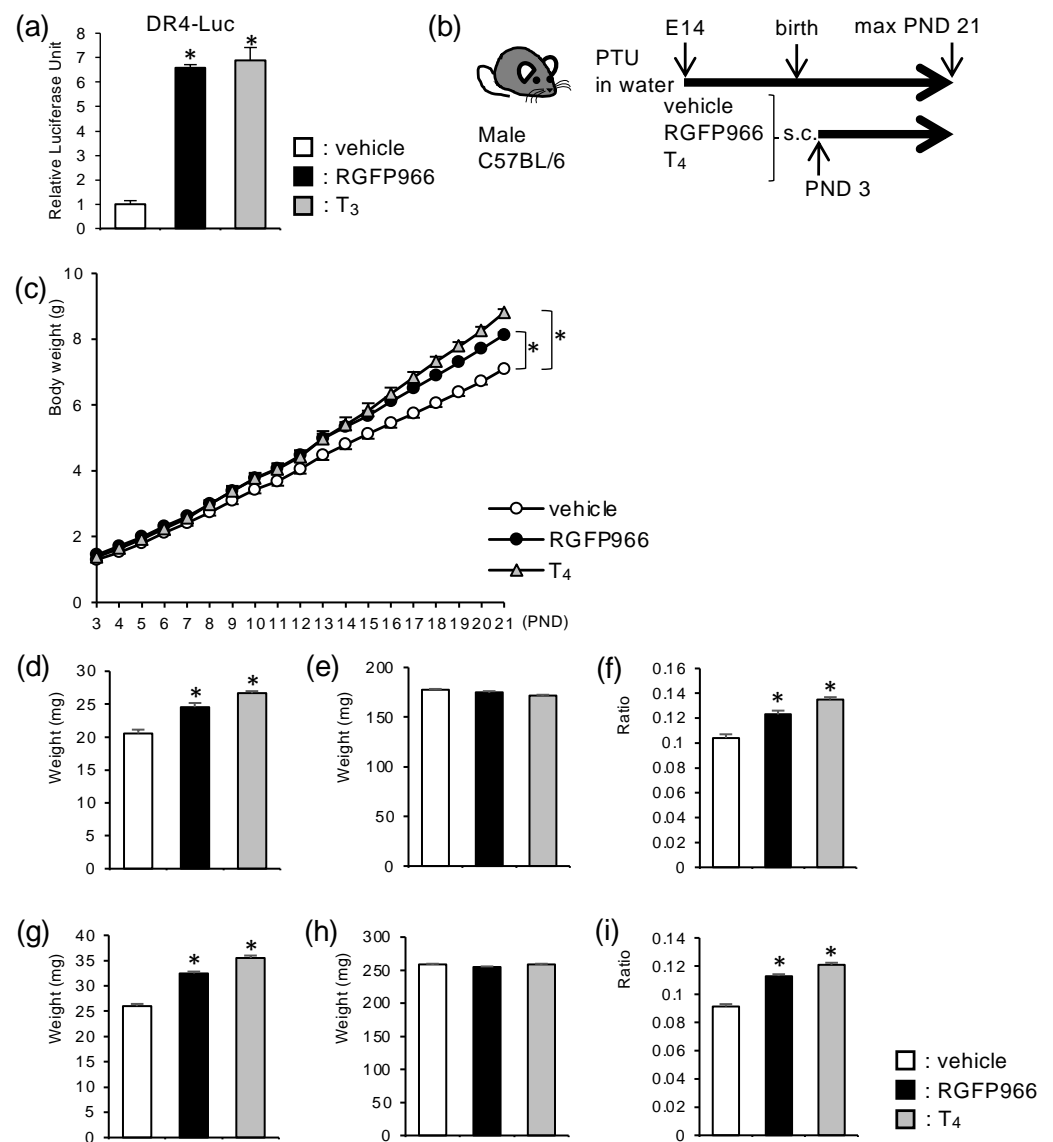 (a)
DR4-Luc
Relative Luciferase Unit
8
7
6
5
4
3
2
1
0
*
*
: vehicle
: RGFP966
: T3
(b)
E14
birth
max PND 21
PTU
in water
vehicle
RGFP966
T4
s.c.
PND 3
Male
C57BL/6
(c)
Body weight (g)
10
8
6
4
2
0
3 4 5 6 7 8 9 10 11 12 13 14 15 16 17 18 19 20 21 (PND)
*
*
vehicle
RGFP966
T4
(d)
Weight (mg)
30
25
20
15
10
5
0
*
*
(e)
Weight (mg)
200
150
100
50
0
(f)
Ratio
0.16
0.14
0.12
0.1
0.08
0.06
0.04
0.02
0
*
*
(g)
Weight (mg)
40
35
30
25
20
15
10
5
0
*
*
(h)
Weight (mg)
300
250
200
150
100
50
0
(i)
Ratio
0.14
0.12
0.1
0.08
0.06
0.04
0.02
0
*
*
: vehicle
: RGFP966
: T4